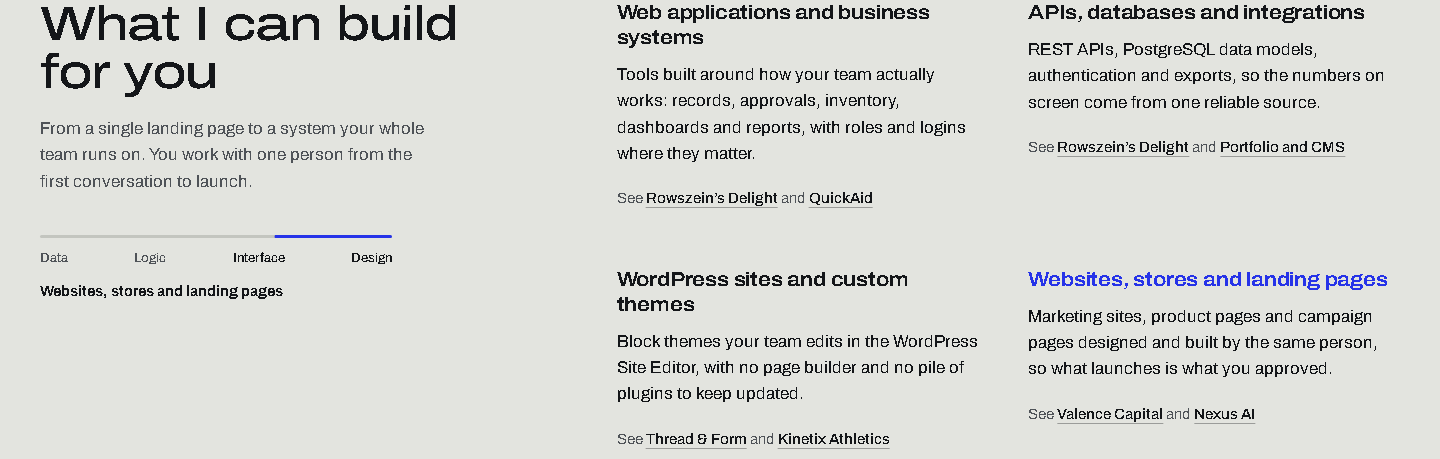 What I can build
for you
From a single landing page to a system your whole
team runs on. You work with one person from the
first conversation to launch.
Data Logic Interface Design
Websites, stores and landing pages
Web applications and business
systems
Tools built around how your team actually
works: records, approvals, inventory,
dashboards and reports, with roles and logins
where they matter.
See Rowszein’s Delight and QuickAid
APIs, databases and integrations
REST APIs, PostgreSQL data models,
authentication and exports, so the numbers on
screen come from one reliable source.
See Rowszein’s Delight and Portfolio and CMS
WordPress sites and custom
themes
Block themes your team edits in the WordPress
Site Editor, with no page builder and no pile of
plugins to keep updated.
See Thread & Form and Kinetix Athletics
Websites, stores and landing pages
Marketing sites, product pages and campaign
pages designed and built by the same person,
so what launches is what you approved.
See Valence Capital and Nexus AI